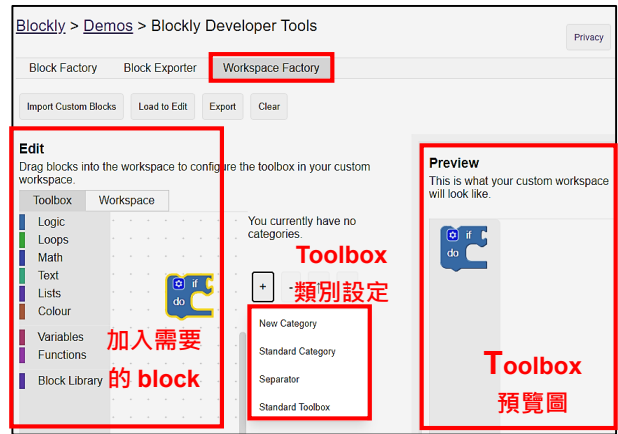 Blockly > Demos > Blockly Developer Tools
Privacy
Block Factory Block Exporter Workspace Factory
Import Custom Blocks Load to Edit Export Clear
Edit
Drag blocks into the workspace to configure the toolbox in your custom
workspace.
Toolbox Workspace
Logic
Loops
Math
Text
Lists
Colour
Variables
Functions
Block Library
if
do
加入需要
的 block
You currently have no
categories.
Toolbox
類別設定
+
-
New Category
Standard Category
Separator
Standard Toolbox
Preview
This is what your custom workspace
will look like.
if
do
Toolbox
預覽圖